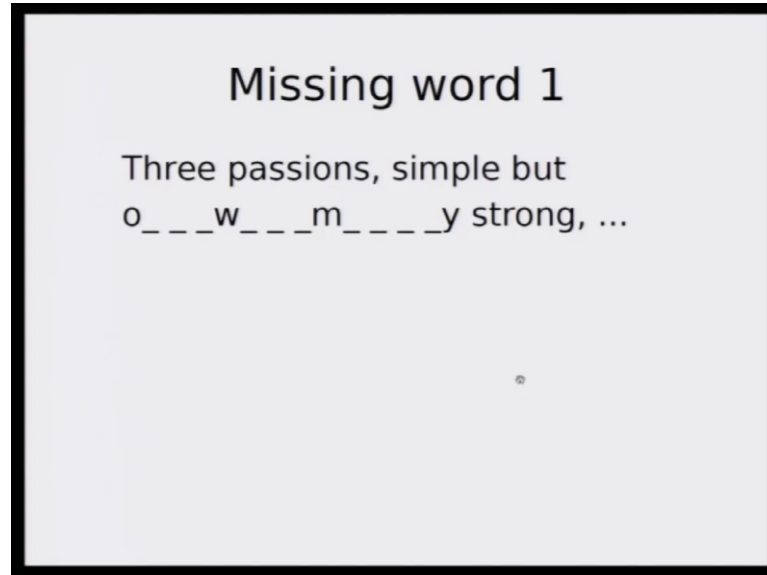 Missing word 1
Three passions, simple but
o_ _ _w_ _ _m_ _ _ _y strong, ...